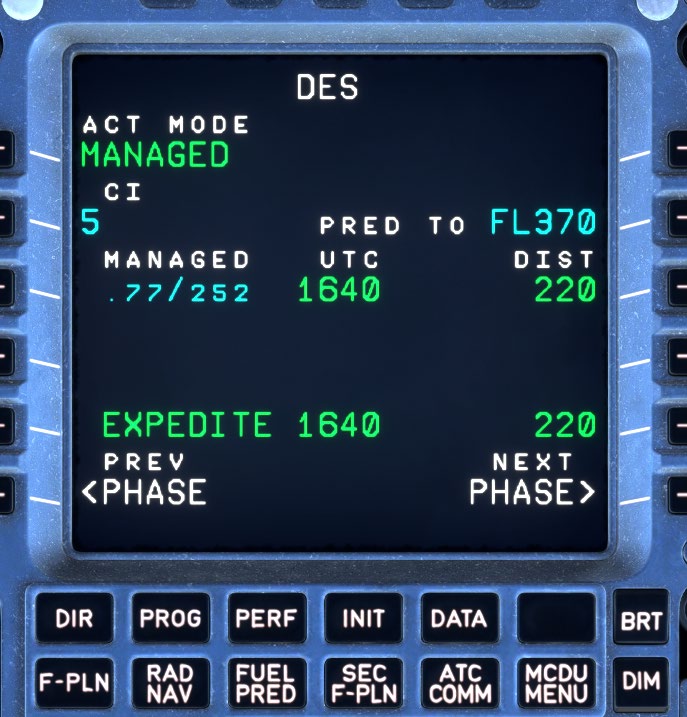 DES
ACT MODE
MANAGED
CI
5 PRED TO FL370
MANAGED UTC DIST
.77/252 1640 220
EXPEDITE 1640 220
PREV NEXT
<PHASE PHASE>
DIR PROG PERF INIT DATA BRT
F-PLN RAD NAV FUEL PRED SEC F-PLN ATC COMM MCDU MENU DIM